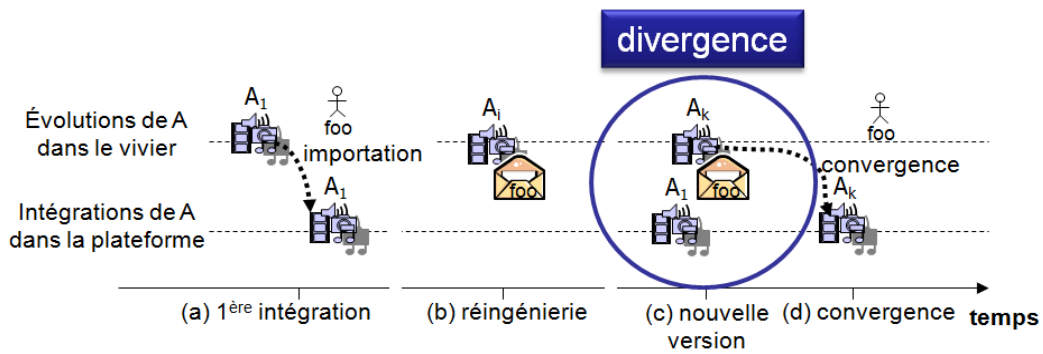 divergence
A1
Ai
Ak
Évolutions de A
dans le vivier
foo
importation
foo
foo
foo
convergence
A1
A1
Ak
Intégrations de A
dans la plateforme
(a) 1ère intégration
(b) réingénierie
(c) nouvelle
version
(d) convergence
temps